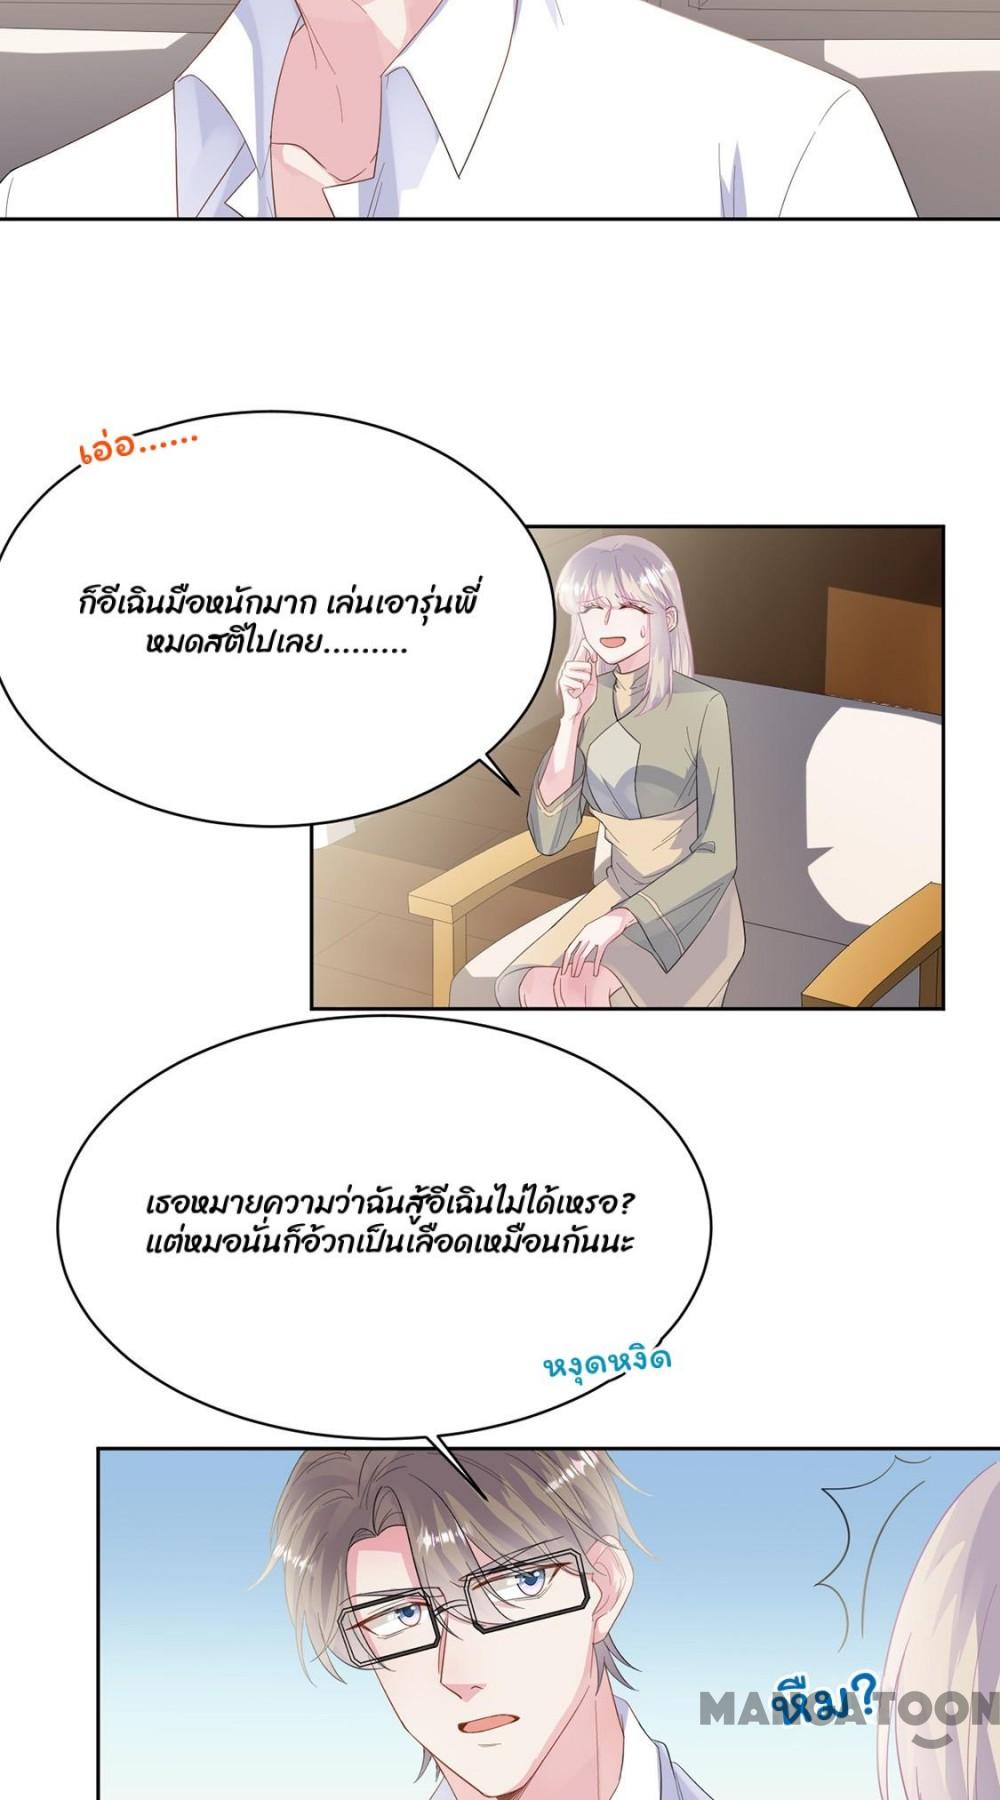 เอ่อ......
ก็อีเฉินมือหนักมาก เล่นเอารุ่นพี่
หมดสติไปเลย.........
เธอหมายความว่าฉันสู้อีเฉินไม่ได้เหรอ?
แต่หมอนั่นก็อ้วกเป็นเลือดเหมือนกันนะ
หงุดหงิด
หืม?
MANGATOON